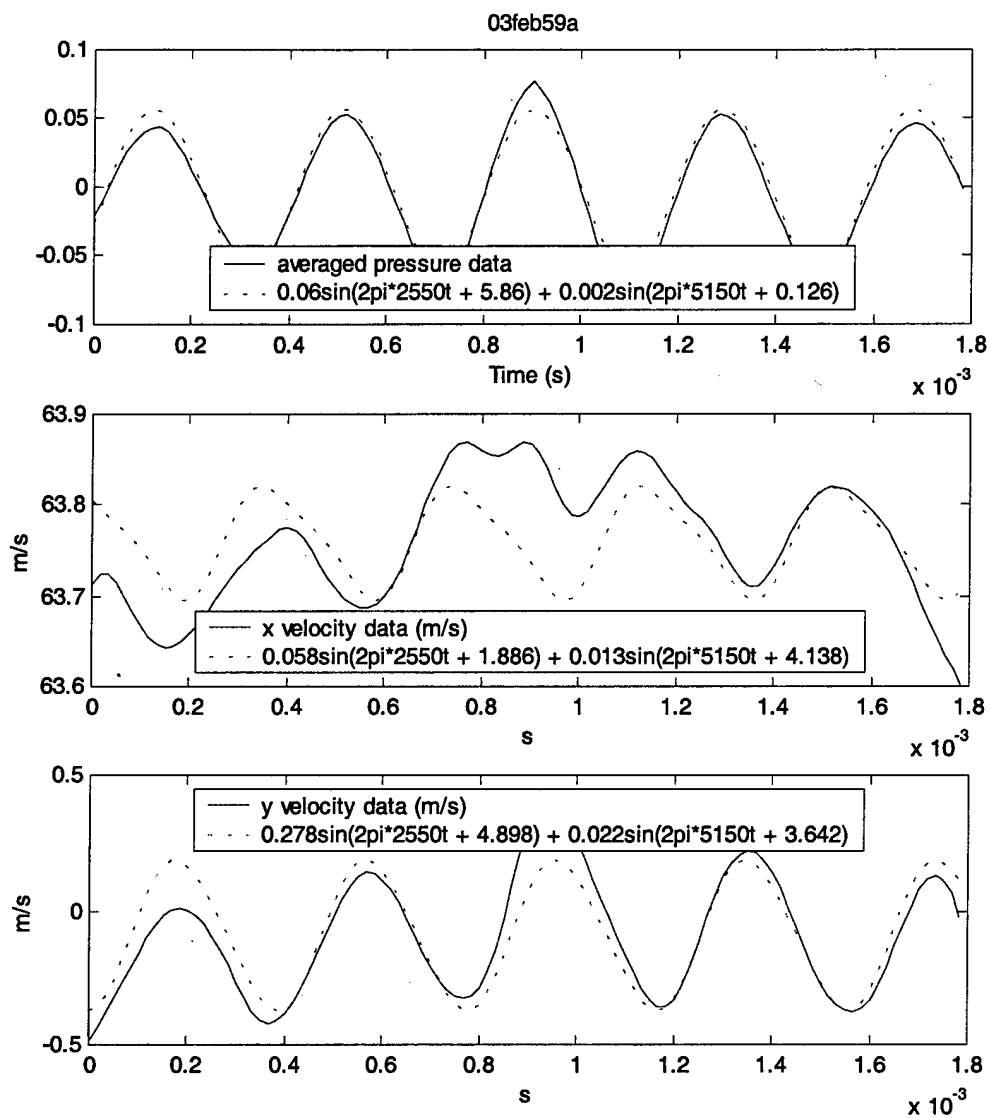 03feb59a
0.1
0.05
0
-0.05
-0.1
averaged pressure data
0.06sin(2pi*2550t + 5.86) + 0.002sin(2pi*5150t + 0.126)
0 0.2 0.4 0.6 0.8 1 1.2 1.4 1.6 1.8
Time (s)
x 10-3
63.9
63.8
63.7
63.6
m/s
x velocity data (m/s)
0.058sin(2pi*2550t + 1.886) + 0.013sin(2pi*5150t + 4.138)
0 0.2 0.4 0.6 0.8 1 1.2 1.4 1.6 1.8
s
x 10-3
0.5
0
-0.5
m/s
y velocity data (m/s)
0.278sin(2pi*2550t + 4.898) + 0.022sin(2pi*5150t + 3.642)
0 0.2 0.4 0.6 0.8 1 1.2 1.4 1.6 1.8
s
x 10-3